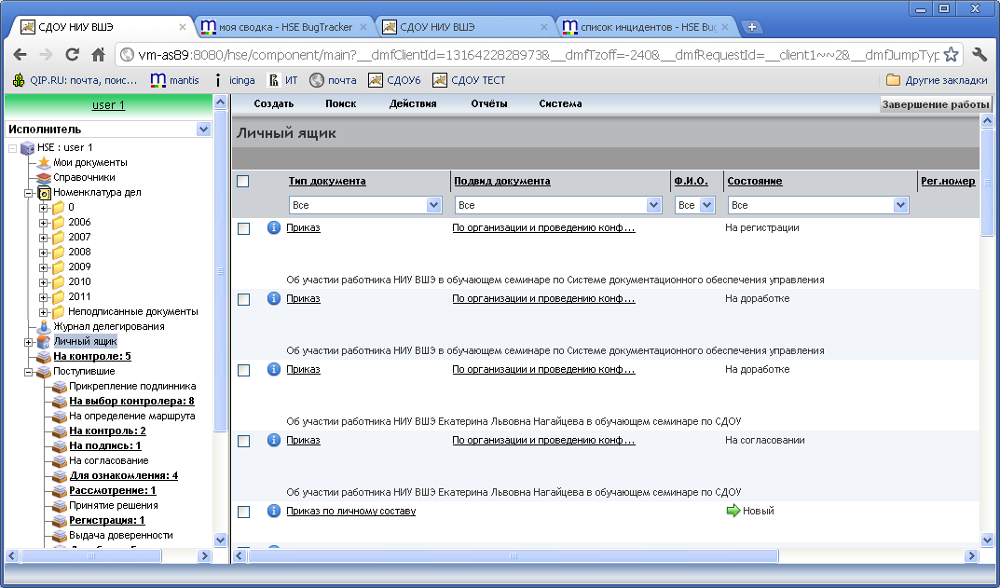 СДОУ НИУ ВШЭ
моя сводка - HSE BugTracker
СДОУ НИУ ВШЭ
список инцидентов - HSE Bug
vm-as89:8080/hse/component/main?__dmfClientId=1316422828973&__dmfTzoff=-240&__dmfRequestId=__client1~~2&__dmfJumpTyp
QIP.RU: почта, поис...
mantis
icinga
ИТ
почта
СДОУ6
СДОУ ТЕСТ
Другие закладки
user 1
Создать
Поиск
Действия
Отчёты
Система
Завершение работы
Исполнитель
HSE : user 1
Мои документы
Справочники
Номенклатура дел
0
2006
2007
2008
2009
2010
2011
Неподписанные документы
Журнал делегирования
Личный ящик
На контроле: 5
Поступившие
Прикрепление подлинника
На выбор контролера: 8
На определение маршрута
На контроль: 2
На подпись: 1
На согласование
Для ознакомления: 4
Рассмотрение: 1
Принятие решения
Регистрация: 1
Выдача доверенности
Личный ящик
Тип документа
Подвид документа
Ф.И.О.
Состояние
Рег.номер
Все
Все
Все
Все
Приказ
По организации и проведению конф...
На регистрации
Об участии работника НИУ ВШЭ в обучающем семинаре по Системе документационного обеспечения управления
Приказ
По организации и проведению конф...
На доработке
Об участии работника НИУ ВШЭ в обучающем семинаре по Системе документационного обеспечения управления
Приказ
По организации и проведению конф...
На доработке
Об участии работника НИУ ВШЭ Екатерина Львовна Нагайцева в обучающем семинаре по СДОУ
Приказ
По организации и проведению конф...
На согласовании
Об участии работника НИУ ВШЭ Екатерина Львовна Нагайцева в обучающем семинаре по СДОУ
Приказ по личному составу
Новый